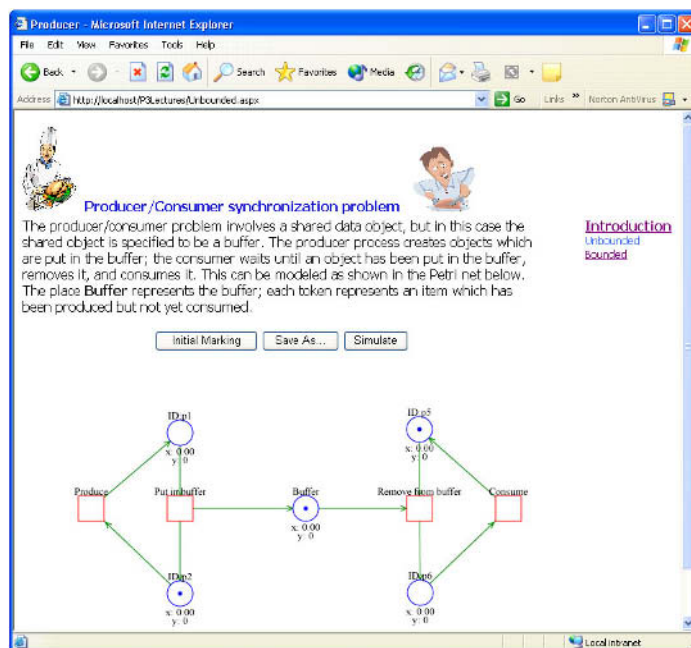 Producer - Microsoft Internet Explorer
File Edit View Favorites Tools Help
Back Search Favorites Media
Address http://localhost/P3Lectures/Unbounded.aspx Go Links » Norton AntiVirus
Producer/Consumer synchronization problem
The producer/consumer problem involves a shared data object, but in this case the
shared object is specified to be a buffer. The producer process creates objects which
are put in the buffer; the consumer waits until an object has been put in the buffer,
removes it, and consumes it. This can be modeled as shown in the Petri net below.
The place Buffer represents the buffer; each token represents an item which has
been produced but not yet consumed.
Introduction
Unbounded
Bounded
Initial Marking Save As... Simulate
ID:p1 ID:p5
x: 0.00 x: 0.00
y: 0 y: 0
Produce Put in buffer Buffer Remove from buffer Consume
x: 0.00
y: 0
ID:p2 ID:p6
x: 0.00 x: 0.00
y: 0 y: 0
Local intranet